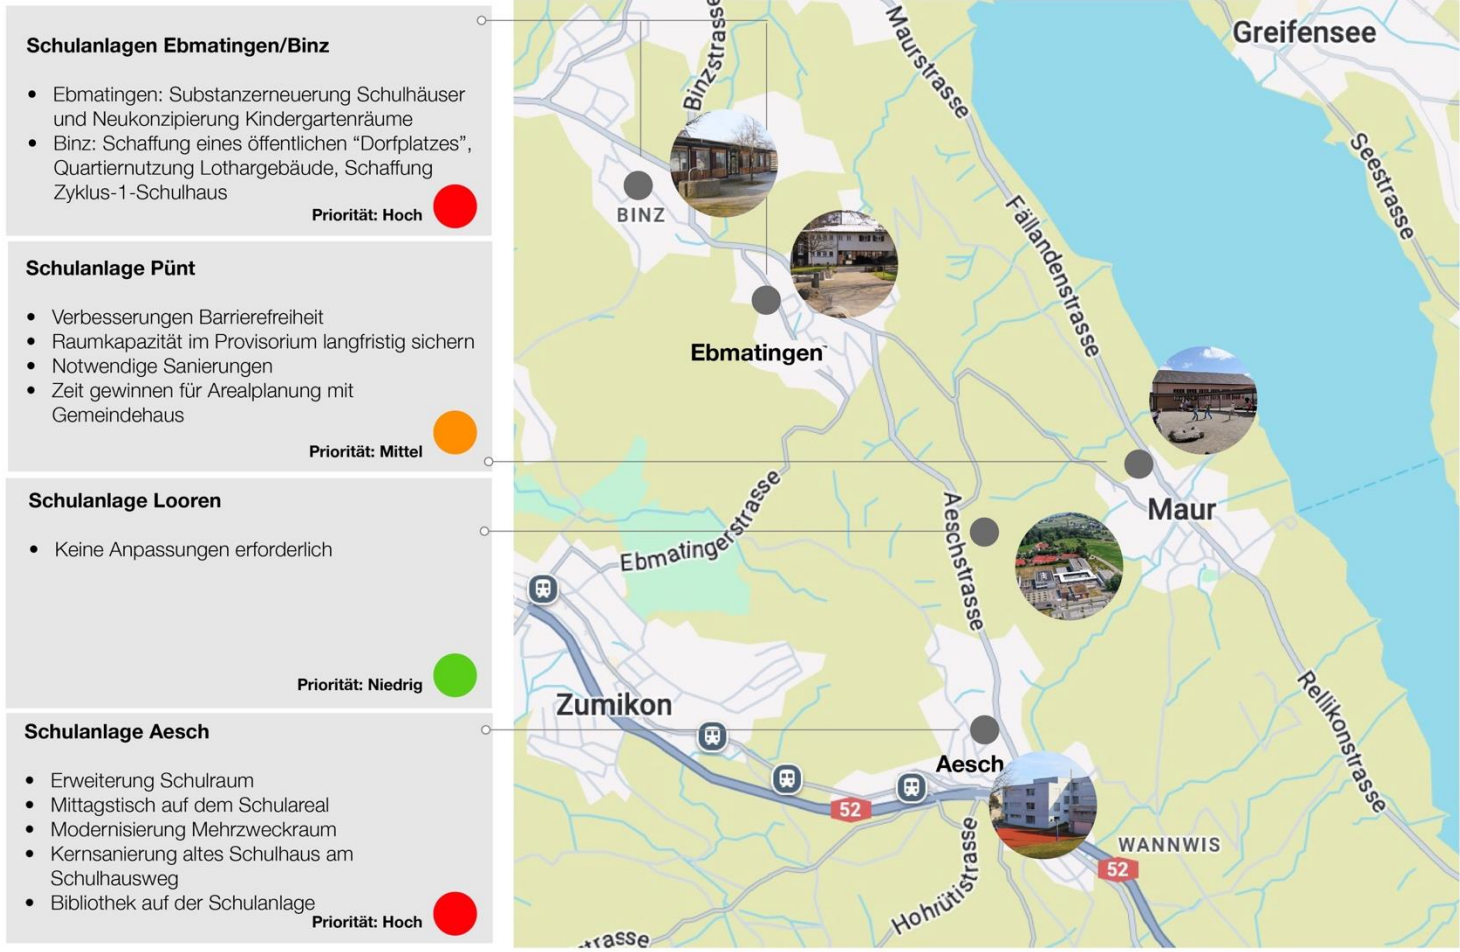 Schulanlagen Ebmatingen/Binz
• Ebmatingen: Substanzerneuerung Schulhäuser
und Neukonzipierung Kindergartenräume
• Binz: Schaffung eines öffentlichen “Dorfplatzes”,
Quartiernutzung Lothargebäude, Schaffung
Zyklus-1-Schulhaus
Priorität: Hoch
Schulanlage Pünt
• Verbesserungen Barrierefreiheit
• Raumkapazität im Provisorium langfristig sichern
• Notwendige Sanierungen
• Zeit gewinnen für Arealplanung mit
Gemeindehaus
Priorität: Mittel
Schulanlage Looren
• Keine Anpassungen erforderlich
Priorität: Niedrig
Schulanlage Aesch
• Erweiterung Schulraum
• Mittagstisch auf dem Schulareal
• Modernisierung Mehrzweckraum
• Kernsanierung altes Schulhaus am
Schulhausweg
• Bibliothek auf der Schulanlage
Priorität: Hoch
Binzstrasse
Maurstrasse
Greifensee
Seestrasse
BINZ
Fällandenstrasse
Ebmatingen
Maur
Aeschstrasse
Ebmatingerstrasse
Zumikon
Rellikonstrasse
Aesch
52
WANNWIS
52
Hohrütistrasse
trasse